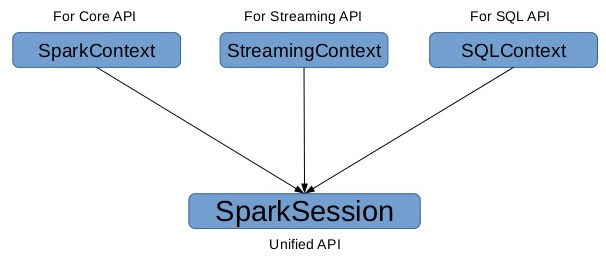 For Core API
For Streaming API
For SQL API
SparkContext
StreamingContext
SQLContext
SparkSession
Unified API